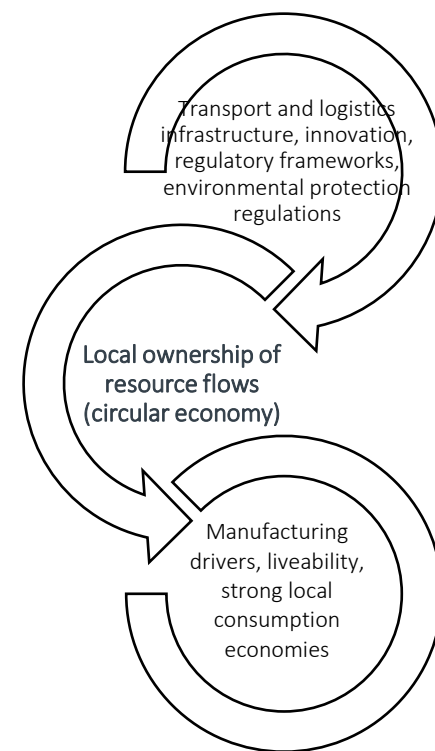 Transport and logistics
infrastructure, innovation,
regulatory frameworks,
environmental protection
regulations
Local ownership of
resource flows
(circular economy)
Manufacturing
drivers, liveability,
strong local
consumption
economies